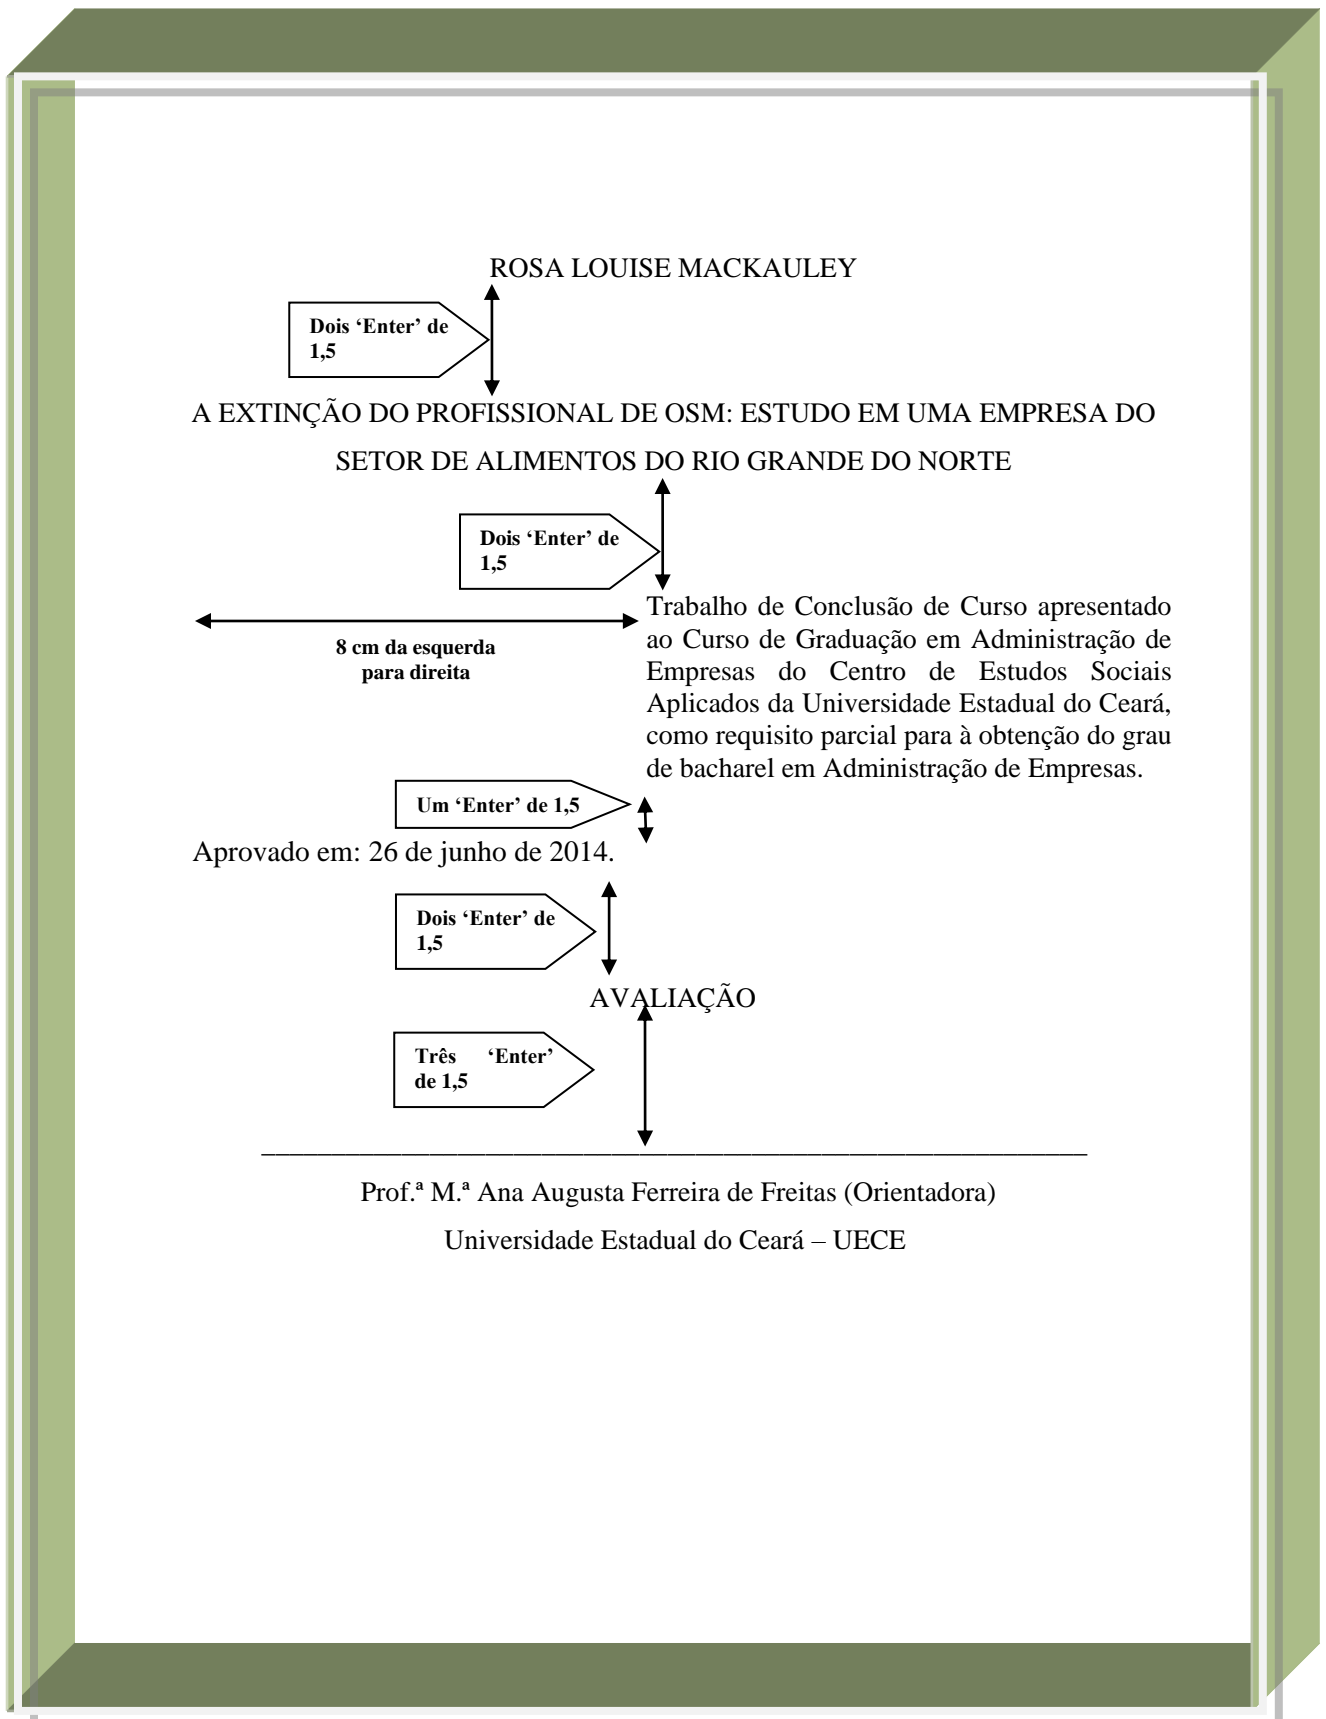 ROSA LOUISE MACKAULEY
Dois ‘Enter’ de
1,5
A EXTINÇÃO DO PROFISSIONAL DE OSM: ESTUDO EM UMA EMPRESA DO
SETOR DE ALIMENTOS DO RIO GRANDE DO NORTE
Dois ‘Enter’ de
1,5
8 cm da esquerda
para direita
Trabalho de Conclusão de Curso apresentado
ao Curso de Graduação em Administração de
Empresas do Centro de Estudos Sociais
Aplicados da Universidade Estadual do Ceará,
como requisito parcial para à obtenção do grau
de bacharel em Administração de Empresas.
Um ‘Enter’ de 1,5
Aprovado em: 26 de junho de 2014.
Dois ‘Enter’ de
1,5
AVALIAÇÃO
Três ‘Enter’
de 1,5
Prof.ª M.ª Ana Augusta Ferreira de Freitas (Orientadora)
Universidade Estadual do Ceará – UECE